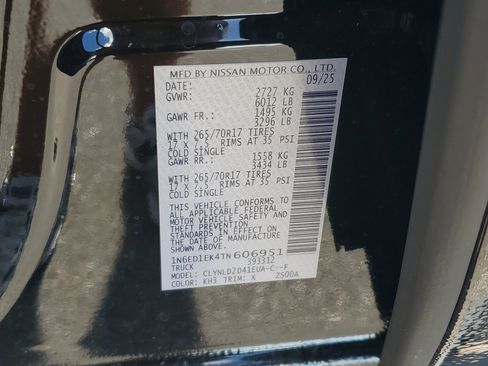 MFD BY NISSAN MOTOR CO., LTD.
DATE: 09/25
GVWR: 2727 KG
6012 LB
GAWR FR.: 1495 KG
3296 LB
WITH 265/70R17 TIRES
17 X 7.5 RIMS AT 35 PSI
COLD SINGLE
GAWR RR.: 1558 KG
3434 LB
WITH 265/70R17 TIRES
17 X 7.5 RIMS AT 35 PSI
COLD SINGLE
THIS VEHICLE CONFORMS TO
ALL APPLICABLE FEDERAL
MOTOR VEHICLE SAFETY AND
THEFT PREVENTION
STANDARDS IN EFFECT ON
THE DATE OF MANUFACTURE
SHOWN ABOVE.
1N6ED1EK4TN606951
TRUCK 393312
MODEL: CLYNLD2D41EUA-C--F
COLOR: KH3 TRIM: X 2500A